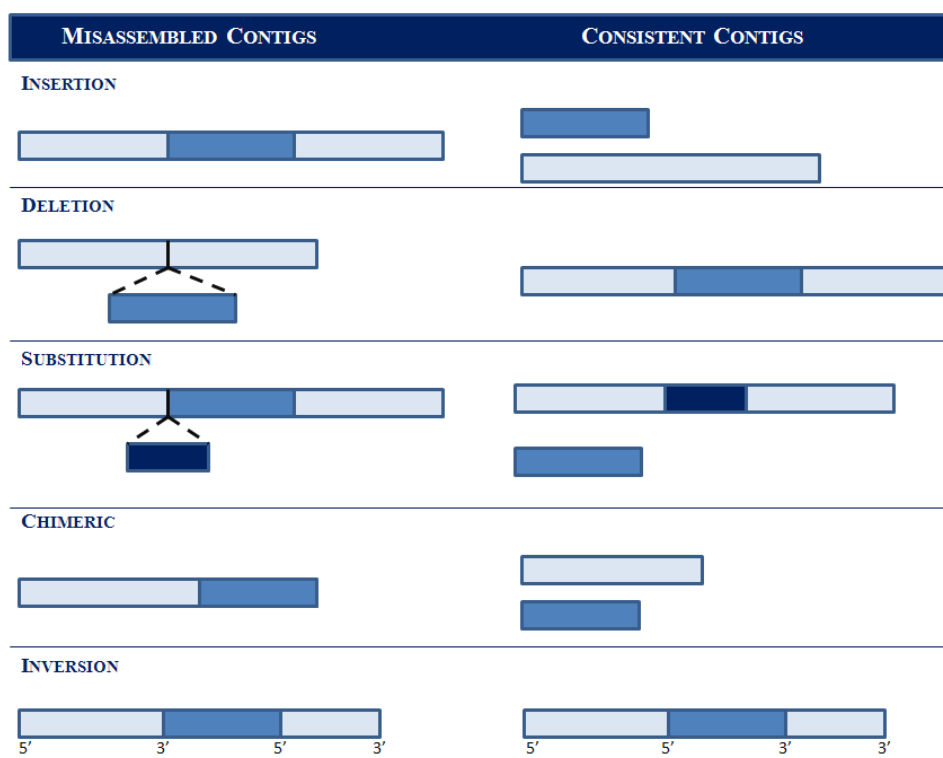 MISASSEMBLED CONTIGS CONSISTENT CONTIGS
INSERTION
DELETION
SUBSTITUTION
CHIMERIC
INVERSION
5’ 3’ 5’ 3’ 5’ 5’ 3’ 3’